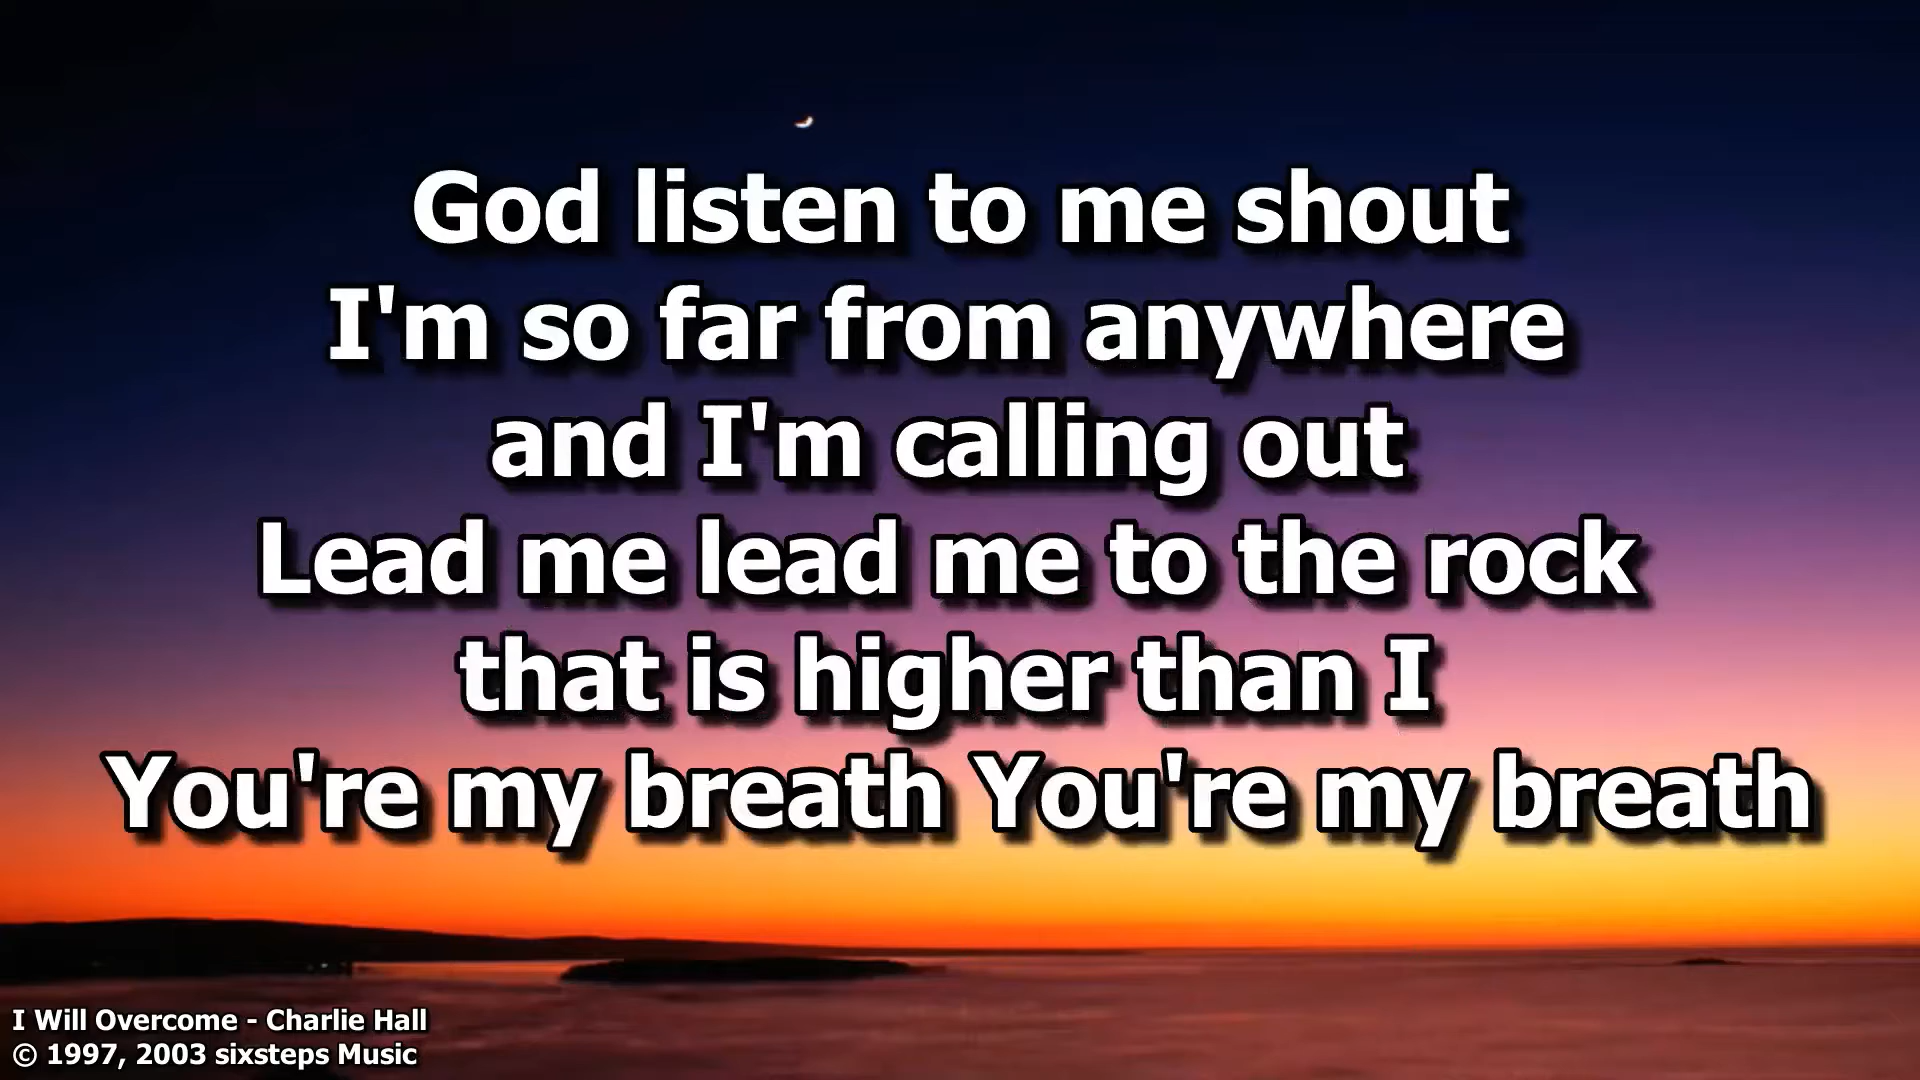 God listen to me shout
I'm so far from anywhere
and I'm calling out
Lead me lead me to the rock
that is higher than I
You're my breath You're my breath
I Will Overcome - Charlie Hall
© 1997, 2003 sixsteps Music